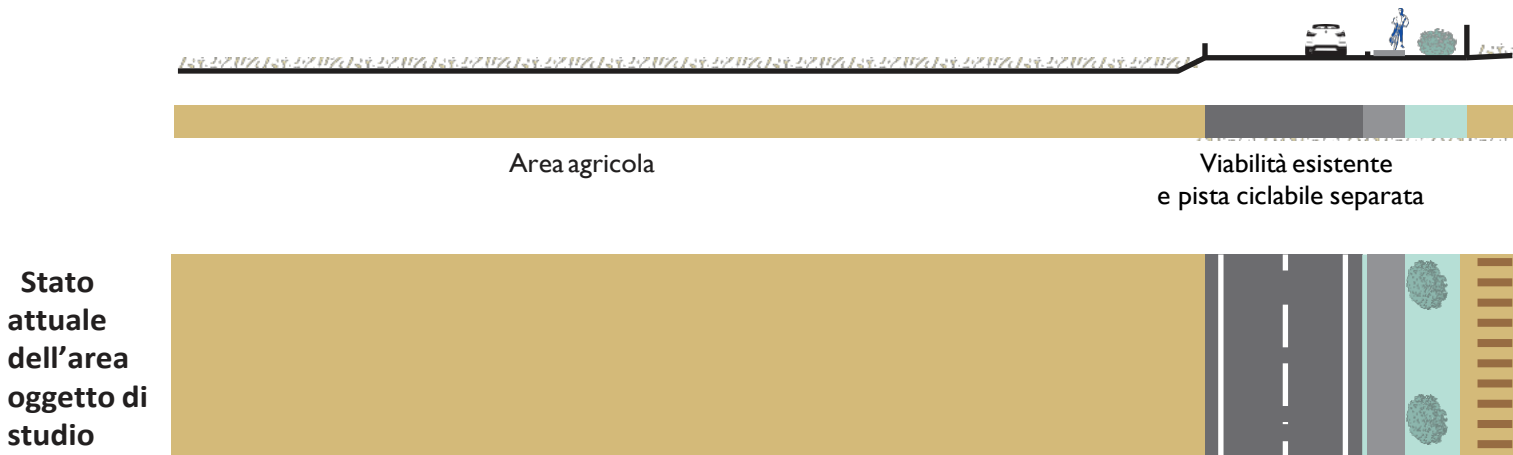 Area agricola
Viabilità esistente
e pista ciclabile separata
Stato
attuale
dell’area
oggetto di
studio